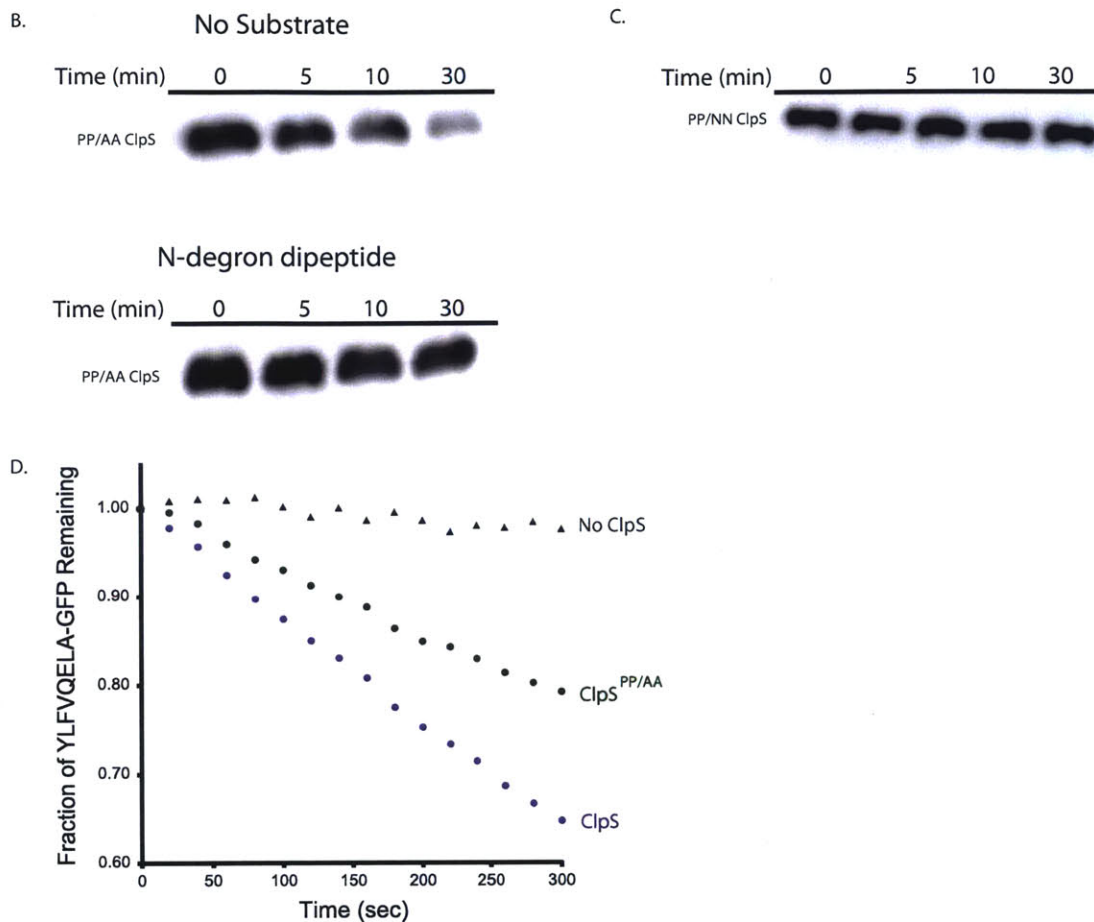 B.
No Substrate
Time (min) 0 5 10 30
PP/AA ClpS
N-degron dipeptide
Time (min) 0 5 10 30
PP/AA ClpS
C.
Time (min) 0 5 10 30
PP/NN ClpS
D.
Fraction of YLFVQELA-GFP Remaining
1.00
0.90
0.80
0.70
0.60
0 50 100 150 200 250 300
Time (sec)
No ClpS
ClpS PP/AA
ClpS